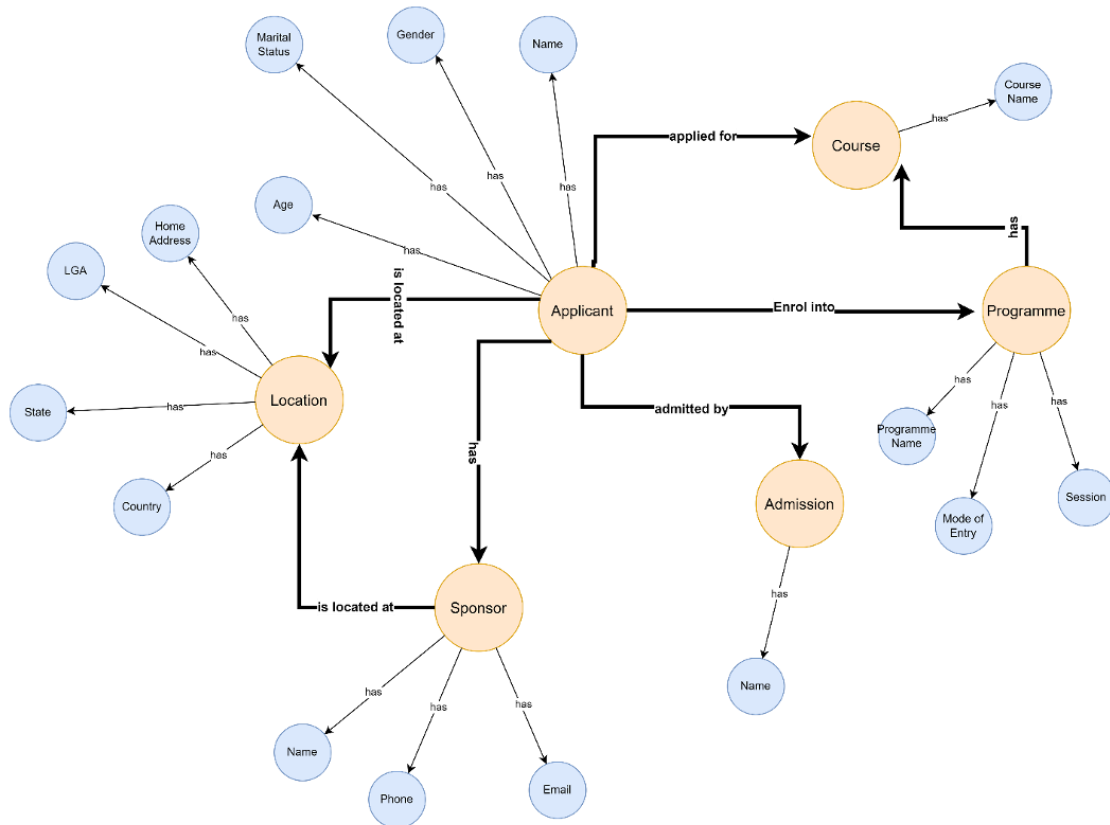 Marital
Status
Gender
Name
Course
Name
has
applied for
Course
has
has
has
Age
has
has
Home
Address
LGA
has
is located at
Applicant
Enrol into
Programme
has
has
Location
State
has
has
Country
has
admitted by
has
has
has
Programme
Name
Mode of
Entry
Session
Admission
has
Name
is located at
Sponsor
has
has
has
Name
Phone
Email